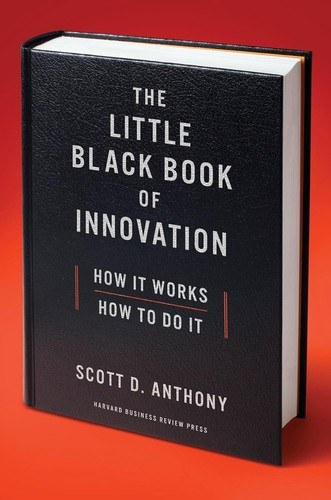 THE
LITTLE
BLACK BOOK
OF
INNOVATION
HOW IT WORKS
HOW TO DO IT
SCOTT D. ANTHONY
HARVARD BUSINESS REVIEW PRESS